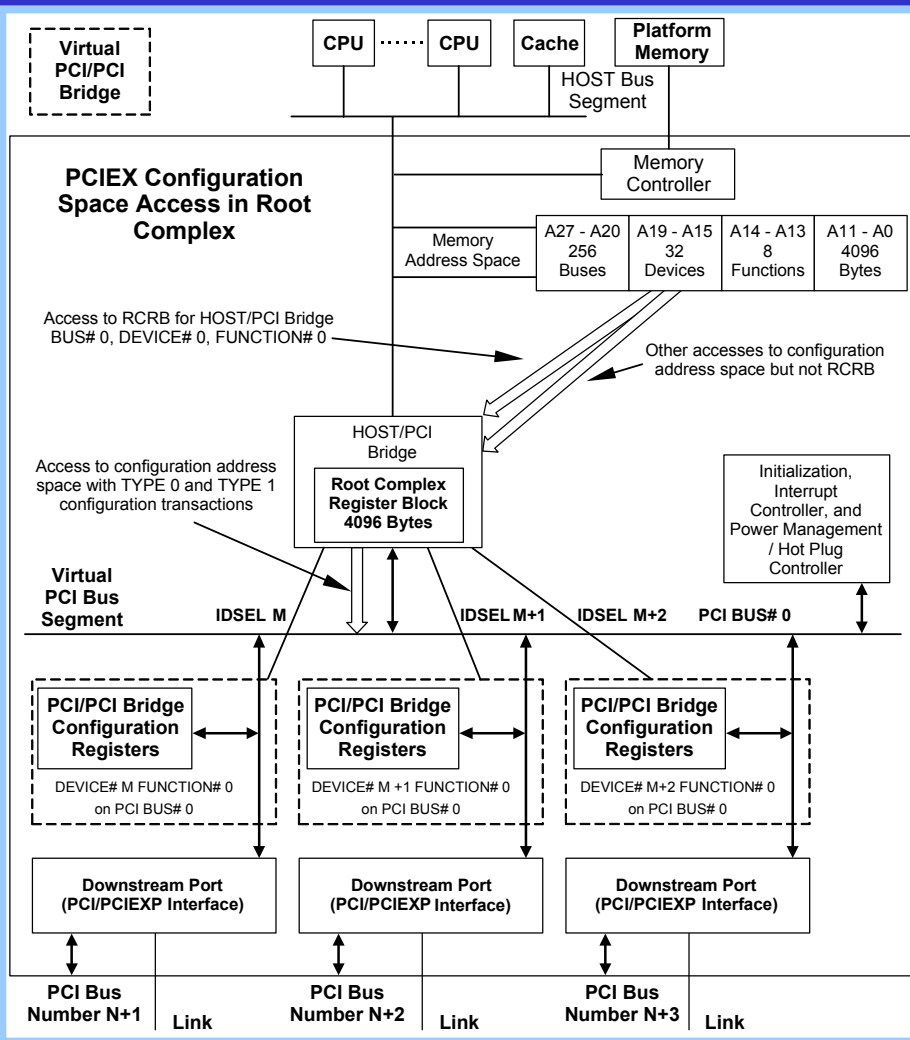 Virtual
PCI/PCI
Bridge
CPU
CPU
Cache
Platform
Memory
HOST Bus
Segment
PCIEX Configuration
Space Access in Root
Complex
Memory
Controller
Memory
Address Space
A27 - A20
256
Buses
A19 - A15
32
Devices
A14 - A13
8
Functions
A11 - A0
4096
Bytes
Access to RCRB for HOST/PCI Bridge
BUS# 0, DEVICE# 0, FUNCTION# 0
Other accesses to configuration
address space but not RCRB
HOST/PCI
Bridge
Root Complex
Register Block
4096 Bytes
Access to configuration address
space with TYPE 0 and TYPE 1
configuration transactions
Initialization,
Interrupt
Controller, and
Power Management
/ Hot Plug
Controller
Virtual
PCI Bus
Segment
IDSEL M
IDSEL M+1
IDSEL M+2
PCI BUS# 0
PCI/PCI Bridge
Configuration
Registers
DEVICE# M FUNCTION# 0
on PCI BUS# 0
PCI/PCI Bridge
Configuration
Registers
DEVICE# M +1 FUNCTION# 0
on PCI BUS# 0
PCI/PCI Bridge
Configuration
Registers
DEVICE# M+2 FUNCTION# 0
on PCI BUS# 0
Downstream Port
(PCI/PCIEXP Interface)
Downstream Port
(PCI/PCIEXP Interface)
Downstream Port
(PCI/PCIEXP Interface)
PCI Bus
Number N+1
Link
PCI Bus
Number N+2
Link
PCI Bus
Number N+3
Link